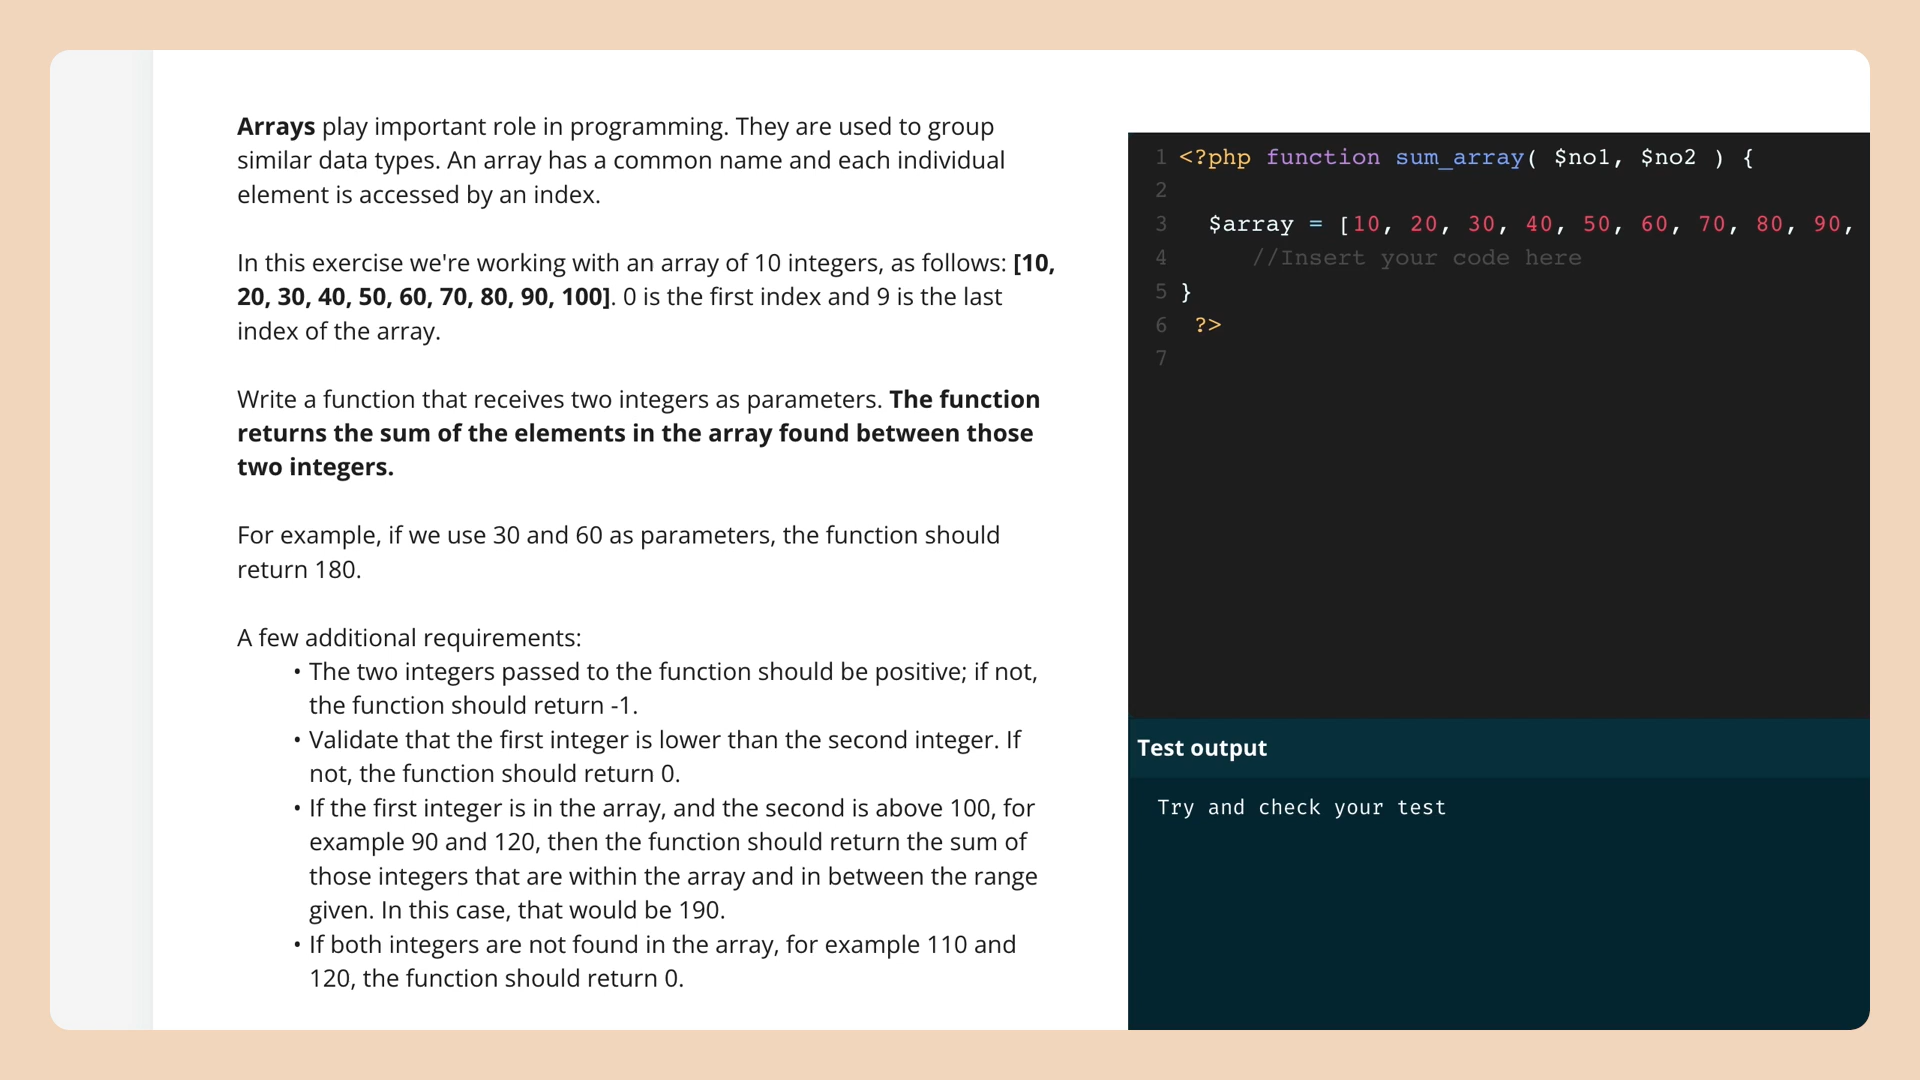 Arrays play important role in programming. They are used to group
similar data types. An array has a common name and each individual
element is accessed by an index.
In this exercise we're working with an array of 10 integers, as follows: [10,
20, 30, 40, 50, 60, 70, 80, 90, 100]. 0 is the first index and 9 is the last
index of the array.
Write a function that receives two integers as parameters. The function
returns the sum of the elements in the array found between those
two integers.
For example, if we use 30 and 60 as parameters, the function should
return 180.
A few additional requirements:
• The two integers passed to the function should be positive; if not,
the function should return -1.
• Validate that the first integer is lower than the second integer. If
not, the function should return 0.
• If the first integer is in the array, and the second is above 100, for
example 90 and 120, then the function should return the sum of
those integers that are within the array and in between the range
given. In this case, that would be 190.
• If both integers are not found in the array, for example 110 and
120, the function should return 0.
1 <?php function sum_array( $no1, $no2 ) {
2
3   $array = [10, 20, 30, 40, 50, 60, 70, 80, 90,
4      //Insert your code here
5 }
6  ?>
7
Test output
Try and check your test